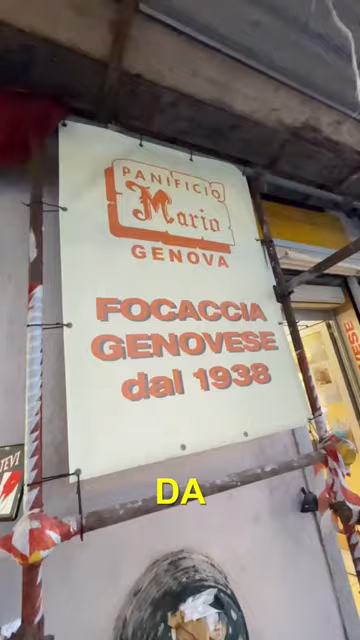 PANIFICIO
Mario
GENOVA
FOCACCIA
GENOVESE
dal 1938
DA